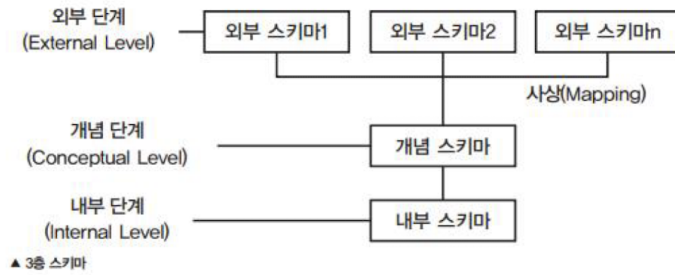 외부 단계
(External Level)
외부 스키마1
외부 스키마2
외부 스키마n
사상(Mapping)
개념 단계
(Conceptual Level)
개념 스키마
내부 단계
(Internal Level)
내부 스키마
▲ 3층 스키마